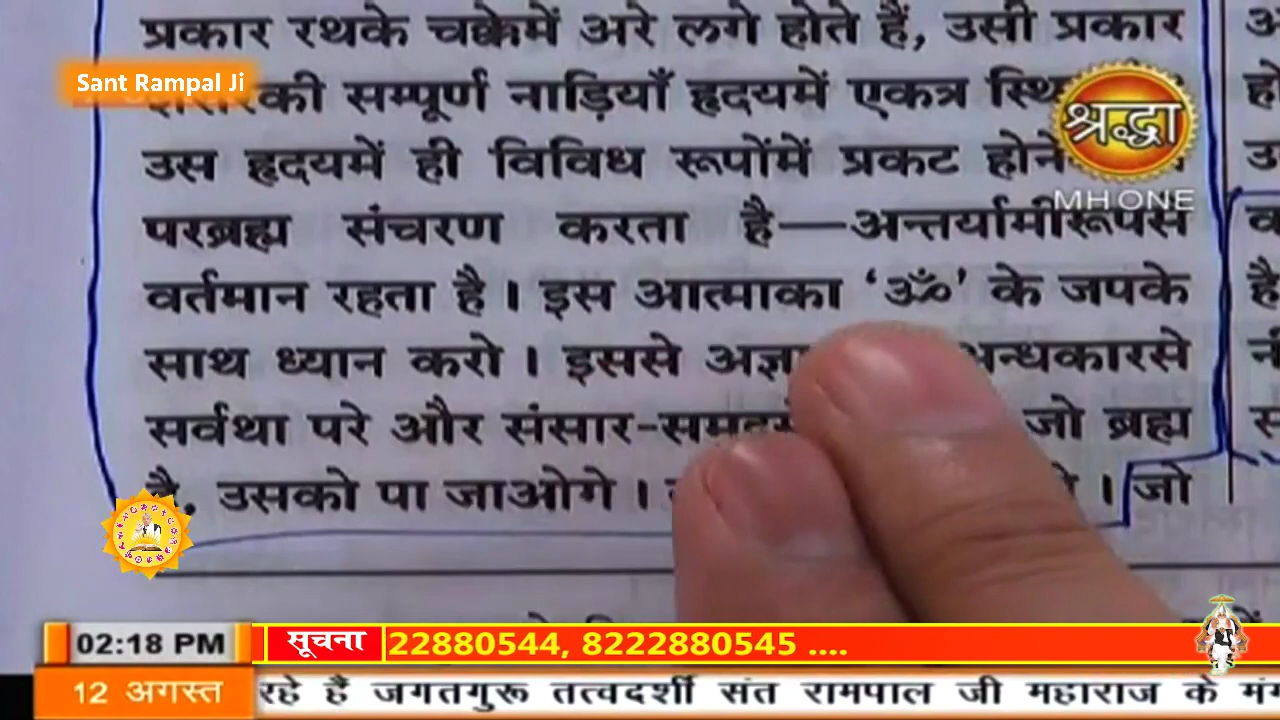 प्रकार रथके चक्केमें अरे लगे होते हैं, उसी प्रकार
Sant Rampal Ji
सम्पूर्ण नाड़ियाँ हृदयमें एकत्र
श्रद्धा
MH ONE
उस हृदयमें ही विविध रूपोंमें प्रकट
परब्रह्म संचरण करता है—अन्तर्यामीरूपसे
वर्तमान रहता है। इस आत्माका ‘ॐ’ के जपके
साथ ध्यान करो। इससे
सर्वथा परे और जो ब्रह्म
उसको पा जाओगे। जो
02:18 PM
सूचना
22880544, 8222880545 ....
12 अगस्त
रहे हैं जगतगुरू तत्वदर्शी संत रामपाल जी महाराज के